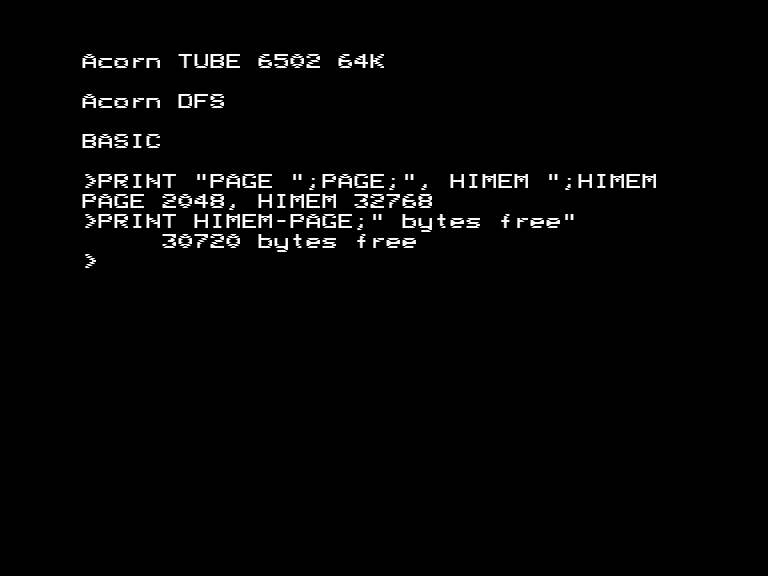 Acorn TUBE 6502 64K
Acorn DFS
BASIC
>PRINT "PAGE ";PAGE;", HIMEM ";HIMEM
PAGE 2048, HIMEM 32768
>PRINT HIMEM-PAGE;" bytes free"
     30720 bytes free
>